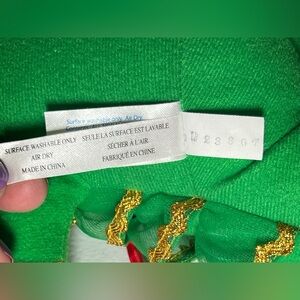 Surface washable only. Air Dry.
SURFACE WASHABLE ONLY SEULE LA SURFACE EST LAVABLE
AIR DRY SÉCHER À L'AIR
MADE IN CHINA FABRIQUÉ EN CHINE